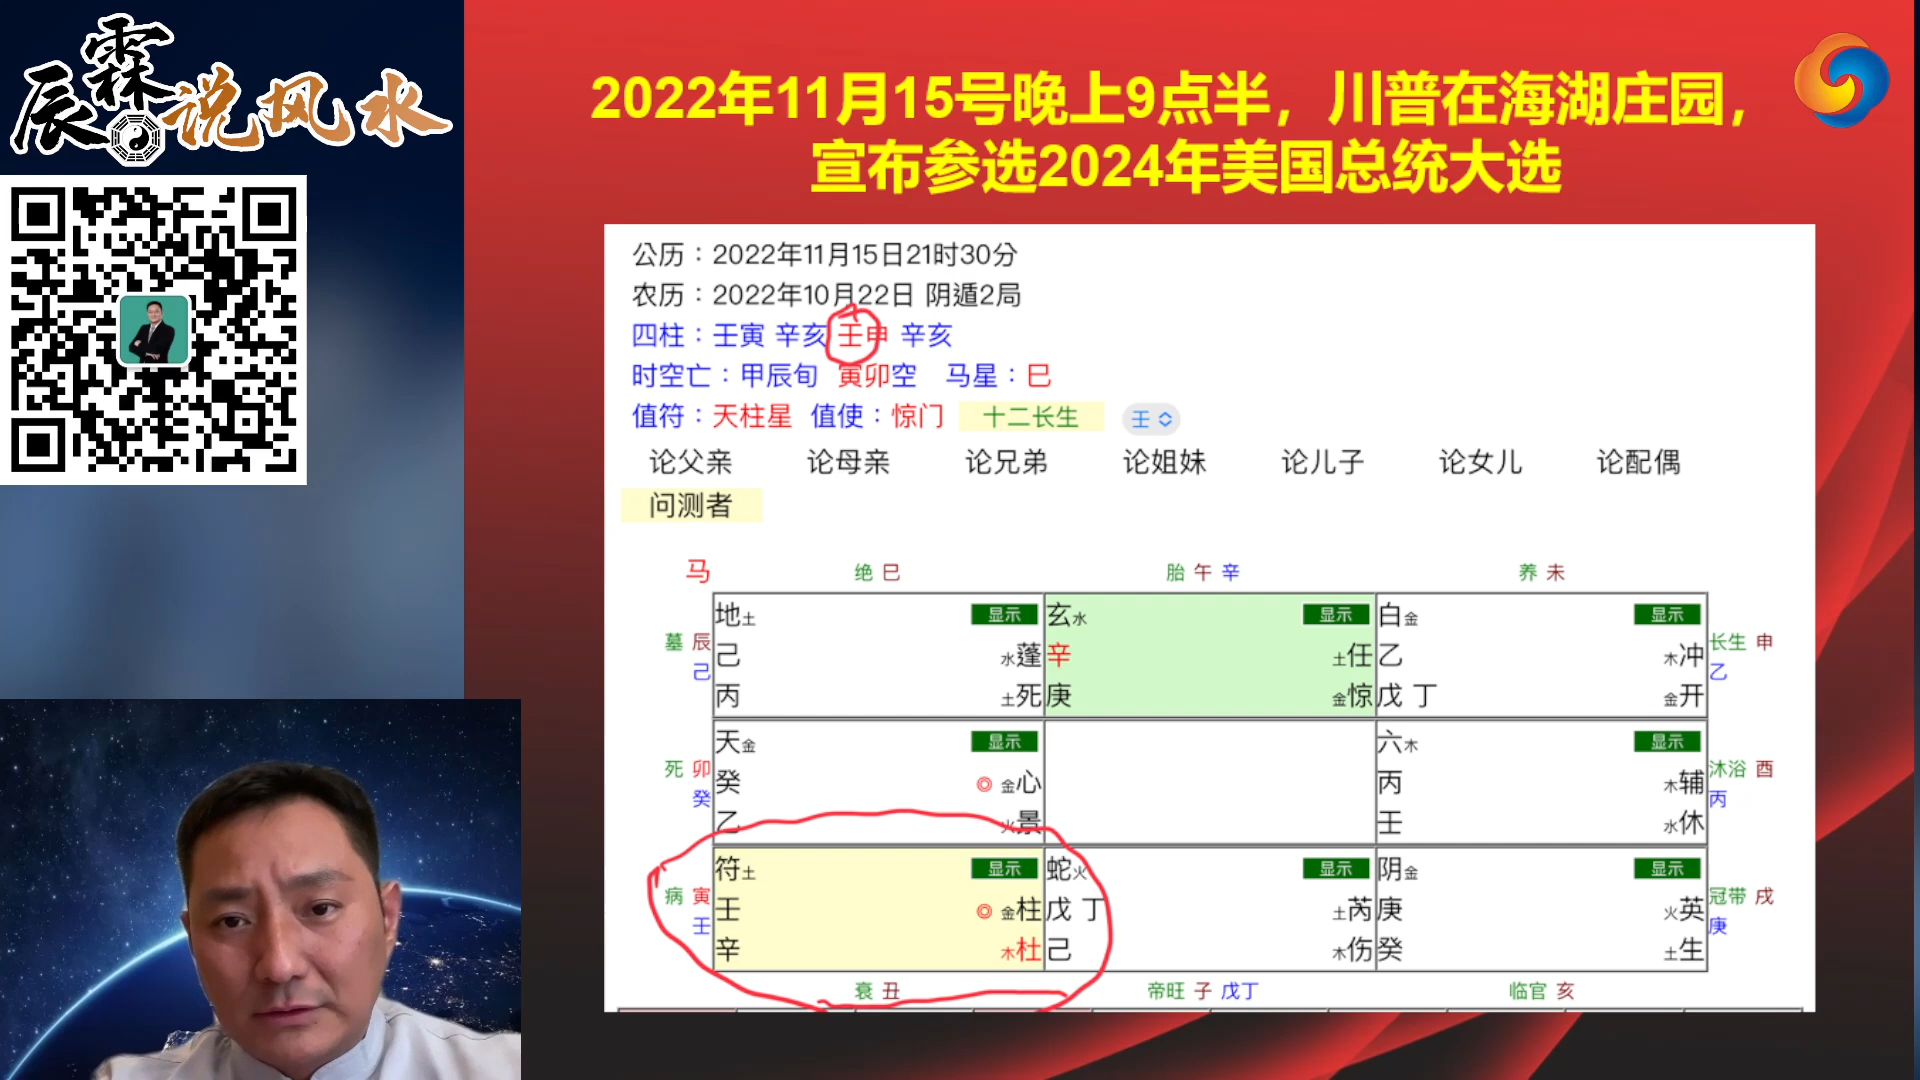 辰霖说风水
2022年11月15号晚上9点半，川普在海湖庄园，
宣布参选2024年美国总统大选
公历：2022年11月15日21时30分
农历：2022年10月22日 阴遁2局
四柱：壬寅 辛亥 壬申 辛亥
时空亡：甲辰旬 寅卯空 马星：巳
值符：天柱星 值使：惊门 十二长生 壬
论父亲 论母亲 论兄弟 论姐妹 论儿子 论女儿 论配偶
问测者
马 绝 巳 胎 午 辛 养 未
地土 显示 玄水 显示 白金 显示
墓 辰 己 水蓬 辛 土任 乙 木冲 长生 申
己 丙 土死 庚 金惊 戊 丁 金开 乙
天金 显示 六木 显示
死 卯 癸 ◎ 金心 丙 木辅 沐浴 酉
癸 乙 火景 壬 水休 丙
符土 显示 蛇火 显示 阴金 显示
病 寅 壬 ◎ 金柱 戊 丁 土芮 庚 火英 冠带 戌
壬 辛 木杜 己 木伤 癸 土生 庚
衰 丑 帝旺 子 戊丁 临官 亥